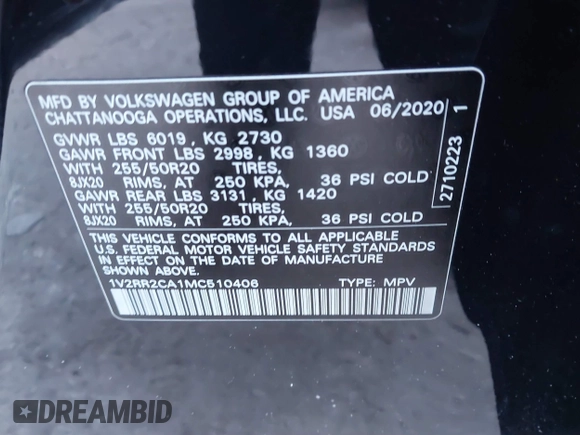 MFD BY VOLKSWAGEN GROUP OF AMERICA
CHATTANOOGA OPERATIONS, LLC. USA 06/2020
GVWR LBS 6019 , KG 2730
GAWR FRONT LBS 2998 , KG 1360
WITH 255/50R20 TIRES,
8JX20 RIMS, AT 250 KPA, 36 PSI COLD
GAWR REAR LBS 3131 , KG 1420
WITH 255/50R20 TIRES,
8JX20 RIMS, AT 250 KPA, 36 PSI COLD
THIS VEHICLE CONFORMS TO ALL APPLICABLE
U.S. FEDERAL MOTOR VEHICLE SAFETY STANDARDS
IN EFFECT ON THE DATE OF MANUFACTURE
SHOWN ABOVE.
1V2RR2CA1MC510406 TYPE: MPV
2710223 1
DREAMBID